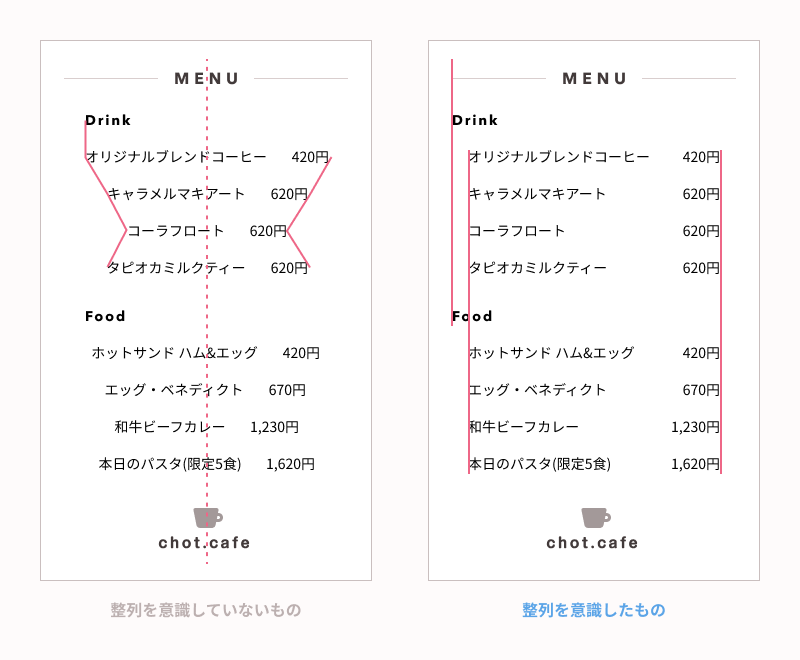 MENU
Drink
オリジナルブレンドコーヒー 420円
キャラメルマキアート 620円
コーラフロート 620円
タピオカミルクティー 620円
Food
ホットサンド ハム&エッグ 420円
エッグ・ベネディクト 670円
和牛ビーフカレー 1,230円
本日のパスタ(限定5食) 1,620円
chot.cafe
整列を意識していないもの
MENU
Drink
オリジナルブレンドコーヒー 420円
キャラメルマキアート 620円
コーラフロート 620円
タピオカミルクティー 620円
Food
ホットサンド ハム&エッグ 420円
エッグ・ベネディクト 670円
和牛ビーフカレー 1,230円
本日のパスタ(限定5食) 1,620円
chot.cafe
整列を意識したもの